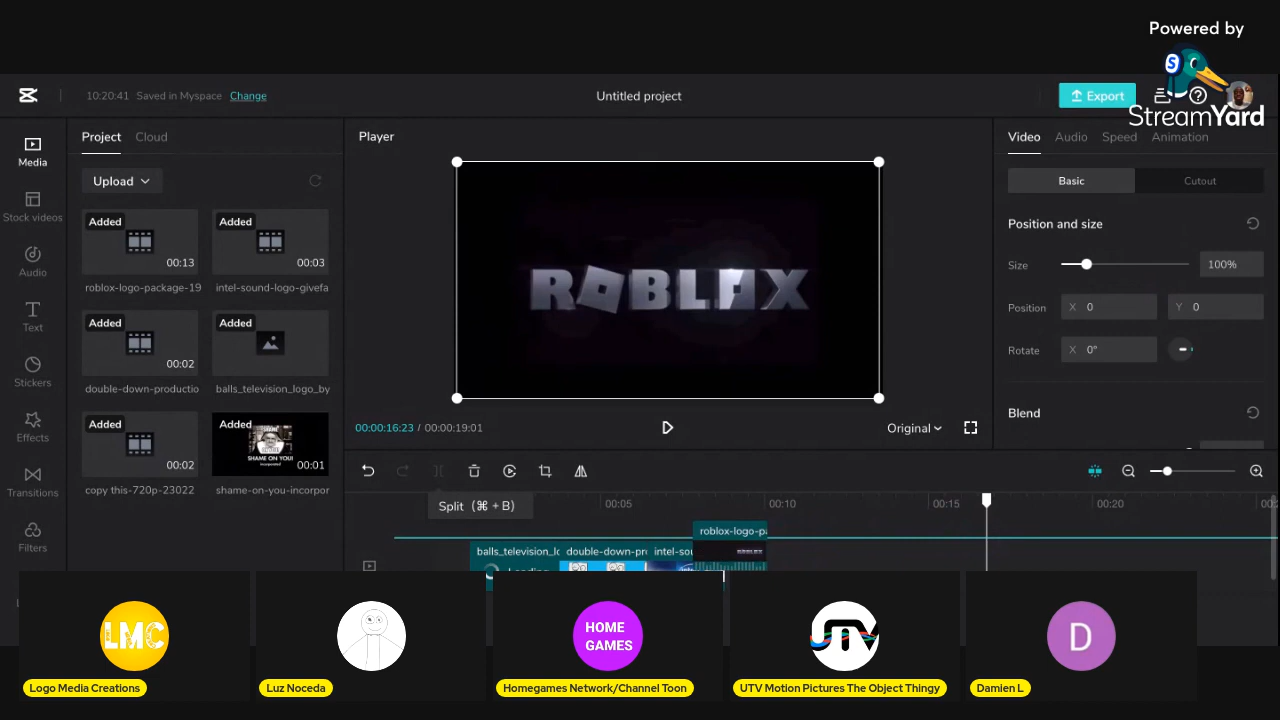 Powered by
StreamYard
10:20:41 Saved in Myspace Change
Untitled project
Export
Media
Stock videos
Audio
Text
Stickers
Effects
Transitions
Filters
Project Cloud
Upload
Added 00:13
Added 00:03
roblox-logo-package-19
intel-sound-logo-givefa
Added 00:02
Added
double-down-productio
balls_television_logo_by
Added 00:02
Added 00:01
SHAME ON YOU!
copy this-720p-23022
shame-on-you-incorpor
Player
ROBLOX
00:00:16:23 / 00:00:19:01
Original
Video Audio Speed Animation
Basic Cutout
Position and size
Size 100%
Position X 0 Y 0
Rotate X 0°
Blend
Split (⌘ + B)
00:05 00:10 00:15 00:20
roblox-logo-pa
balls_television_lo double-down-pr intel-sou
LMC
HOME
GAMES
UTV
D
Logo Media Creations
Luz Noceda
Homegames Network/Channel Toon
UTV Motion Pictures The Object Thingy
Damien L